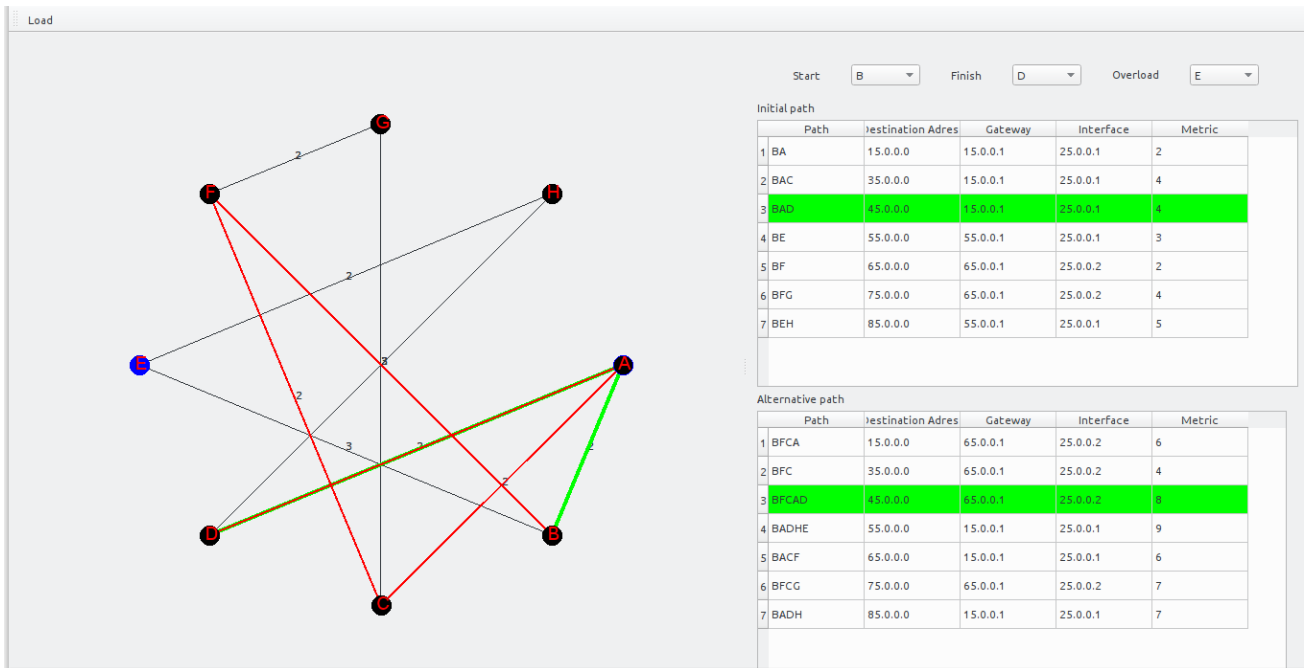 Load
Start B Finish D Overload E
Initial path
Path Destination Adres Gateway Interface Metric
1 BA 15.0.0.0 15.0.0.1 25.0.0.1 2
2 BAC 35.0.0.0 15.0.0.1 25.0.0.1 4
3 BAD 45.0.0.0 15.0.0.1 25.0.0.1 4
4 BE 55.0.0.0 55.0.0.1 25.0.0.1 3
5 BF 65.0.0.0 65.0.0.1 25.0.0.2 2
6 BFG 75.0.0.0 65.0.0.1 25.0.0.2 4
7 BEH 85.0.0.0 55.0.0.1 25.0.0.1 5
Alternative path
Path Destination Adres Gateway Interface Metric
1 BFCA 15.0.0.0 65.0.0.1 25.0.0.2 6
2 BFC 35.0.0.0 65.0.0.1 25.0.0.2 4
3 BFCAD 45.0.0.0 65.0.0.1 25.0.0.2 8
4 BADHE 55.0.0.0 15.0.0.1 25.0.0.1 9
5 BACF 65.0.0.0 15.0.0.1 25.0.0.1 6
6 BFCG 75.0.0.0 65.0.0.1 25.0.0.2 7
7 BADH 85.0.0.0 15.0.0.1 25.0.0.1 7
G
2
F
H
2
E
A
2
3
2
2
2
D
B
C